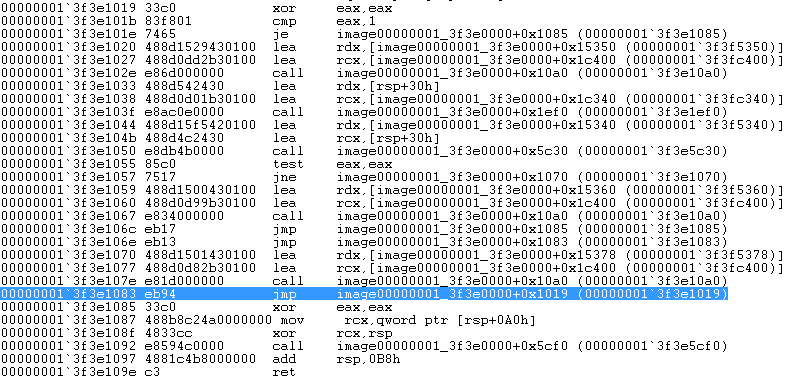 00000001`3f3e1019 33c0 xor eax,eax
00000001`3f3e101b 83f801 cmp eax,1
00000001`3f3e101e 7465 je image00000001_3f3e0000+0x1085 (00000001`3f3e1085)
00000001`3f3e1020 488d1529430100 lea rdx,[image00000001_3f3e0000+0x15350 (00000001`3f3f5350)]
00000001`3f3e1027 488d0dd2b30100 lea rcx,[image00000001_3f3e0000+0x1c400 (00000001`3f3fc400)]
00000001`3f3e102e e86d000000 call image00000001_3f3e0000+0x10a0 (00000001`3f3e10a0)
00000001`3f3e1033 488d542430 lea rdx,[rsp+30h]
00000001`3f3e1038 488d0d01b30100 lea rcx,[image00000001_3f3e0000+0x1c340 (00000001`3f3fc340)]
00000001`3f3e103f e8ac0e0000 call image00000001_3f3e0000+0x1ef0 (00000001`3f3e1ef0)
00000001`3f3e1044 488d15f5420100 lea rdx,[image00000001_3f3e0000+0x15340 (00000001`3f3f5340)]
00000001`3f3e104b 488d4c2430 lea rcx,[rsp+30h]
00000001`3f3e1050 e8db4b0000 call image00000001_3f3e0000+0x5c30 (00000001`3f3e5c30)
00000001`3f3e1055 85c0 test eax,eax
00000001`3f3e1057 7517 jne image00000001_3f3e0000+0x1070 (00000001`3f3e1070)
00000001`3f3e1059 488d1500430100 lea rdx,[image00000001_3f3e0000+0x15360 (00000001`3f3f5360)]
00000001`3f3e1060 488d0d99b30100 lea rcx,[image00000001_3f3e0000+0x1c400 (00000001`3f3fc400)]
00000001`3f3e1067 e834000000 call image00000001_3f3e0000+0x10a0 (00000001`3f3e10a0)
00000001`3f3e106c eb17 jmp image00000001_3f3e0000+0x1085 (00000001`3f3e1085)
00000001`3f3e106e eb13 jmp image00000001_3f3e0000+0x1083 (00000001`3f3e1083)
00000001`3f3e1070 488d1501430100 lea rdx,[image00000001_3f3e0000+0x15378 (00000001`3f3f5378)]
00000001`3f3e1077 488d0d82b30100 lea rcx,[image00000001_3f3e0000+0x1c400 (00000001`3f3fc400)]
00000001`3f3e107e e81d000000 call image00000001_3f3e0000+0x10a0 (00000001`3f3e10a0)
00000001`3f3e1083 eb94 jmp image00000001_3f3e0000+0x1019 (00000001`3f3e1019)
00000001`3f3e1085 33c0 xor eax,eax
00000001`3f3e1087 488b8c24a0000000 mov rcx,qword ptr [rsp+0A0h]
00000001`3f3e108f 4833cc xor rcx,rsp
00000001`3f3e1092 e8594c0000 call image00000001_3f3e0000+0x5cf0 (00000001`3f3e5cf0)
00000001`3f3e1097 4881c4b8000000 add rsp,0B8h
00000001`3f3e109e c3 ret